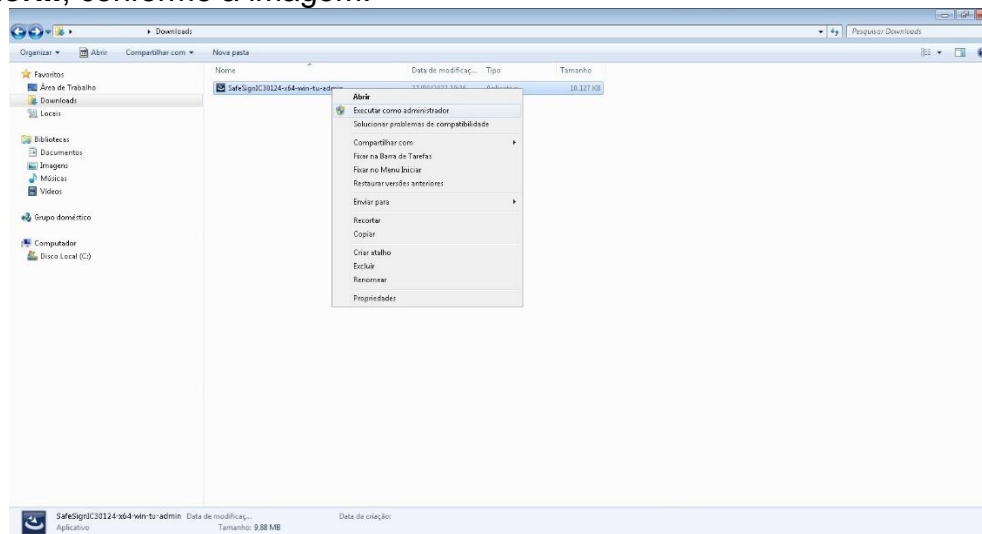 conforme a imagem:
Downloads
Pesquisar Downloads
Organizar
Abrir
Compartilhar com
Nova pasta
Nome
Data de modificaç...
Tipo
Tamanho
Favoritos
Área de Trabalho
Downloads
Locais
Bibliotecas
Documentos
Imagens
Músicas
Vídeos
Grupo doméstico
Computador
Disco Local (C:)
SafeSignIC30124-x64-win-tu-admin
10.127 KB
Abrir
Executar como administrador
Solucionar problemas de compatibilidade
Compartilhar com
Fixar na Barra de Tarefas
Fixar no Menu Iniciar
Restaurar versões anteriores
Enviar para
Recortar
Copiar
Criar atalho
Excluir
Renomear
Propriedades
SafeSignIC30124-x64-win-tu-admin Data de modificaç... Data da criação:
Aplicativo Tamanho: 9,88 MB